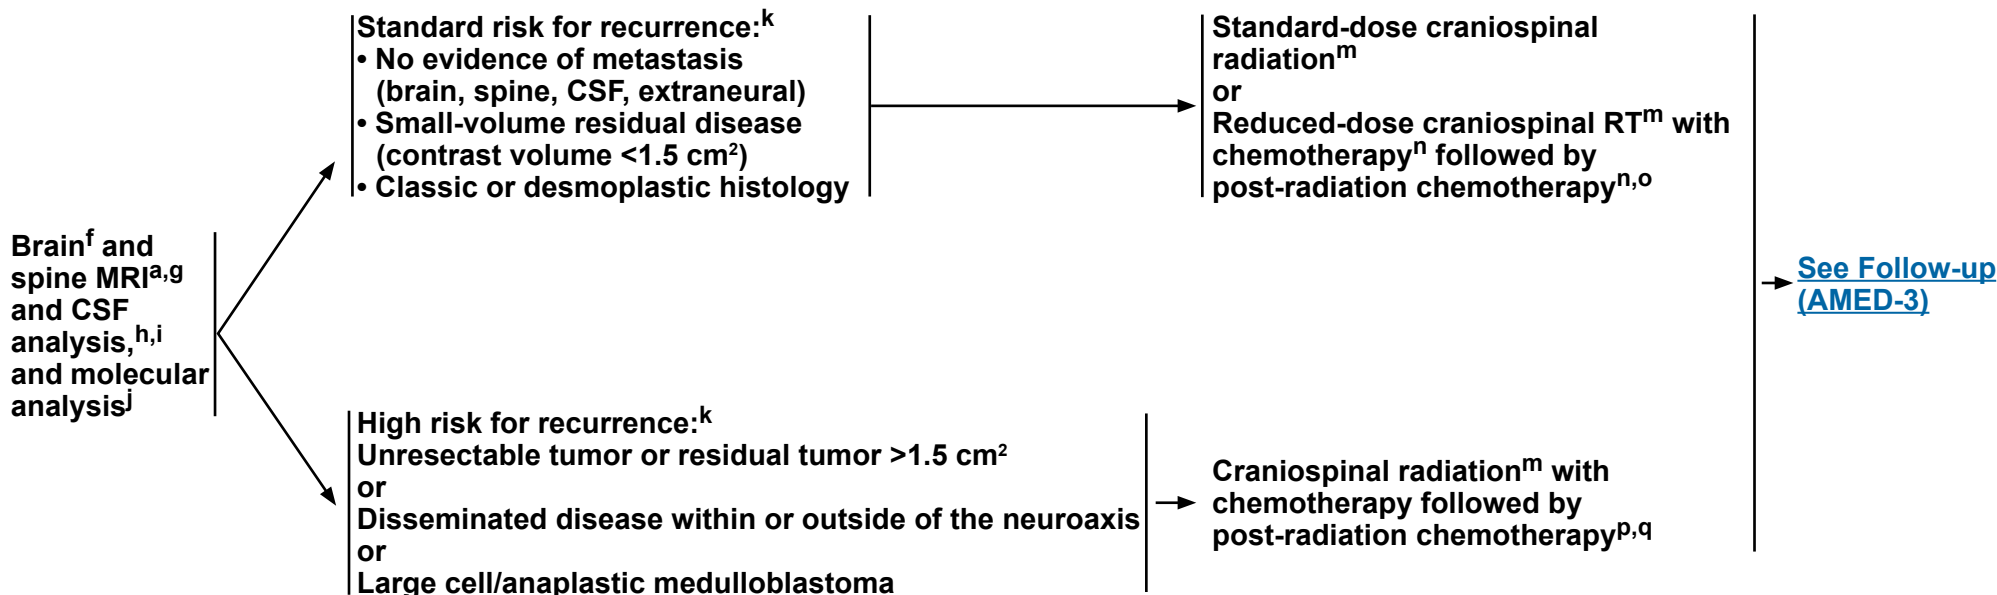 Brainf and
spine MRIa,g
and CSF
analysis,h,i
and molecular
analysisj
Standard risk for recurrence:k
• No evidence of metastasis
(brain, spine, CSF, extraneural)
• Small-volume residual disease
(contrast volume <1.5 cm²)
• Classic or desmoplastic histology
Standard-dose craniospinal
radiationm
or
Reduced-dose craniospinal RTm with
chemotherapyn followed by
post-radiation chemotherapyn,o
High risk for recurrence:k
Unresectable tumor or residual tumor >1.5 cm²
or
Disseminated disease within or outside of the neuroaxis
or
Large cell/anaplastic medulloblastoma
Craniospinal radiationm with
chemotherapy followed by
post-radiation chemotherapyp,q
See Follow-up
(AMED-3)